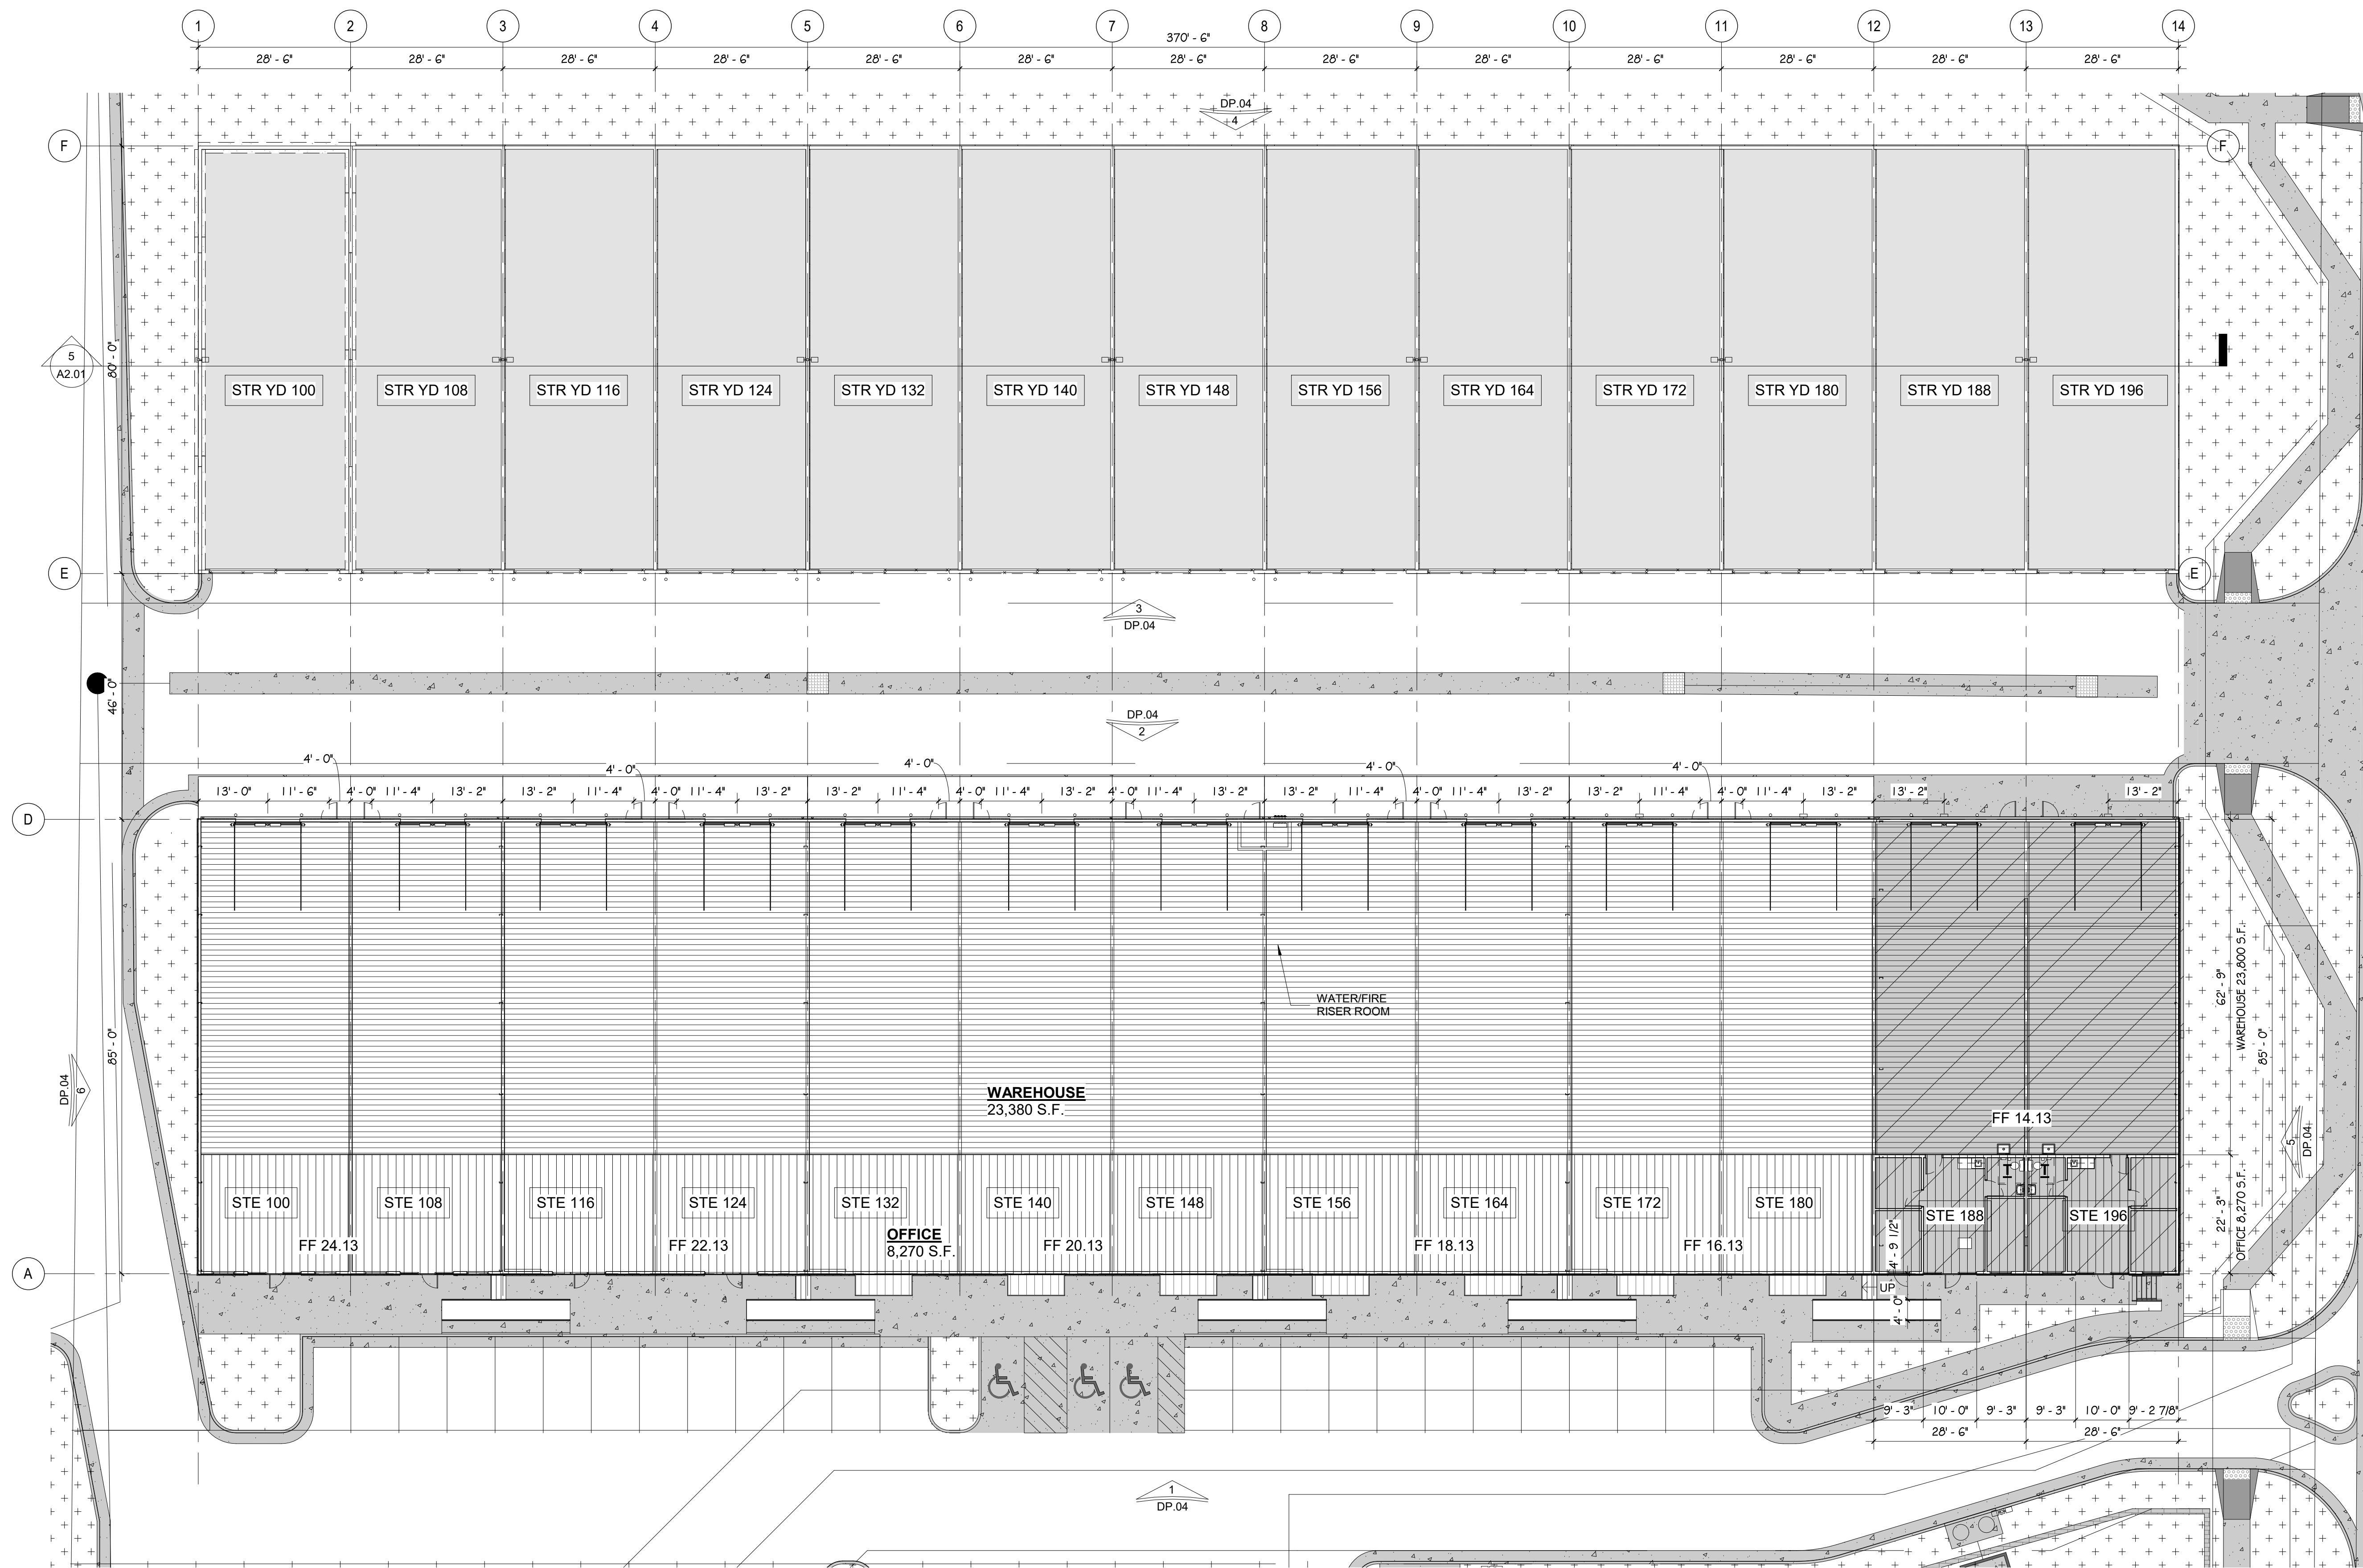 1 2 3 4 5 6 7 8 9 10 11 12 13 14
370' - 6"
28' - 6" 28' - 6" 28' - 6" 28' - 6" 28' - 6" 28' - 6" 28' - 6" 28' - 6" 28' - 6" 28' - 6" 28' - 6" 28' - 6" 28' - 6"
DP.04
4
F F
80' - 0"
5
A2.01
STR YD 100 STR YD 108 STR YD 116 STR YD 124 STR YD 132 STR YD 140 STR YD 148 STR YD 156 STR YD 164 STR YD 172 STR YD 180 STR YD 188 STR YD 196
E E
3
DP.04
46' - 0"
DP.04
2
4' - 0" 4' - 0" 4' - 0" 4' - 0" 4' - 0"
13' - 0" 11' - 6" 4' - 0" 11' - 4" 13' - 2" 13' - 2" 11' - 4" 4' - 0" 11' - 4" 13' - 2" 13' - 2" 11' - 4" 4' - 0" 11' - 4" 13' - 2" 4' - 0" 11' - 4" 13' - 2" 13' - 2" 11' - 4" 4' - 0" 11' - 4" 13' - 2" 13' - 2" 11' - 4" 4' - 0" 11' - 4" 13' - 2" 13' - 2" 13' - 2"
D
WATER/FIRE
RISER ROOM
62' - 9"
WAREHOUSE 23,800 S.F.
85' - 0"
85' - 0"
DP.04
6
WAREHOUSE
23,380 S.F.
FF 14.13
5
DP.04
STE 100 STE 108 STE 116 STE 124 STE 132 STE 140 STE 148 STE 156 STE 164 STE 172 STE 180 STE 188 STE 196
22' - 3"
OFFICE 8,270 S.F.
OFFICE
8,270 S.F.
FF 24.13 FF 22.13 FF 20.13 FF 18.13 FF 16.13
4' - 9 1/2"
A
UP
4' - 0"
9' - 3" 10' - 0" 9' - 3" 9' - 3" 10' - 0" 9' - 2 7/8"
28' - 6" 28' - 6"
1
DP.04